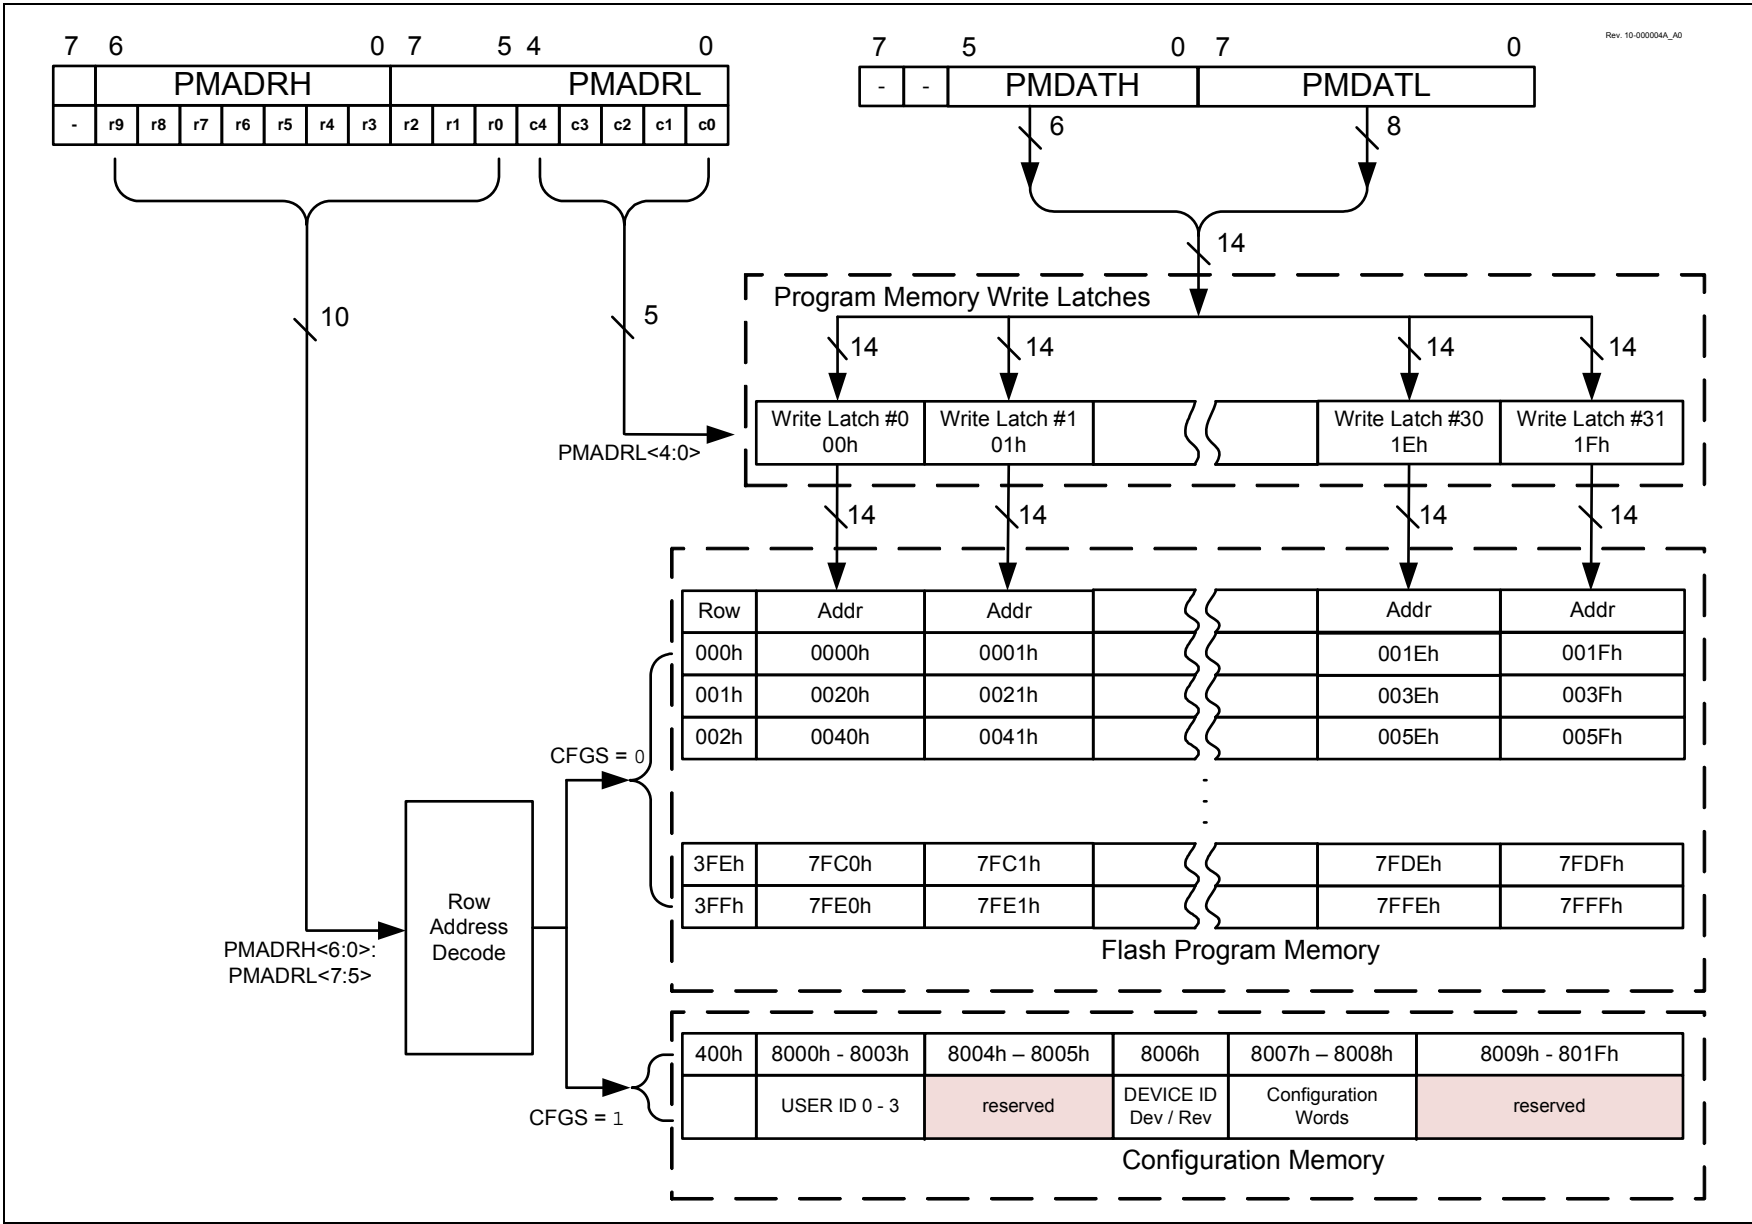 Rev. 10-000004A_A0
7 6 0 7 5 4 0
PMADRH PMADRL
- r9 r8 r7 r6 r5 r4 r3 r2 r1 r0 c4 c3 c2 c1 c0
7 5 0 7 0
- - PMDATH PMDATL
6 8
14
10 5
Program Memory Write Latches
14 14 14 14
Write Latch #0 Write Latch #1 Write Latch #30 Write Latch #31
00h 01h 1Eh 1Fh
PMADRL<4:0>
14 14 14 14
Row Addr Addr Addr Addr
000h 0000h 0001h 001Eh 001Fh
001h 0020h 0021h 003Eh 003Fh
002h 0040h 0041h 005Eh 005Fh
CFGS = 0
3FEh 7FC0h 7FC1h 7FDEh 7FDFh
3FFh 7FE0h 7FE1h 7FFEh 7FFFh
Flash Program Memory
Row
Address
Decode
PMADRH<6:0>:
PMADRL<7:5>
400h 8000h - 8003h 8004h – 8005h 8006h 8007h – 8008h 8009h - 801Fh
USER ID 0 - 3 reserved DEVICE ID Configuration reserved
Dev / Rev Words
CFGS = 1
Configuration Memory